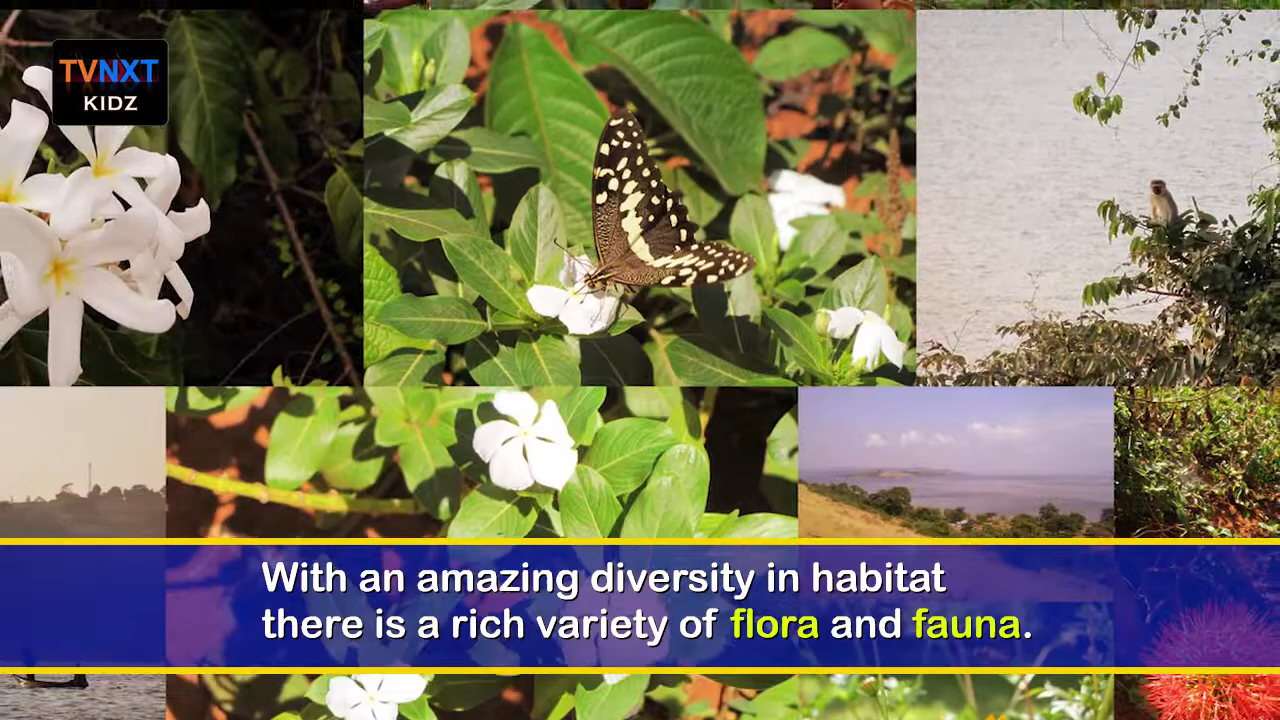 TVNXT
KIDZ
With an amazing diversity in habitat
there is a rich variety of flora and fauna.